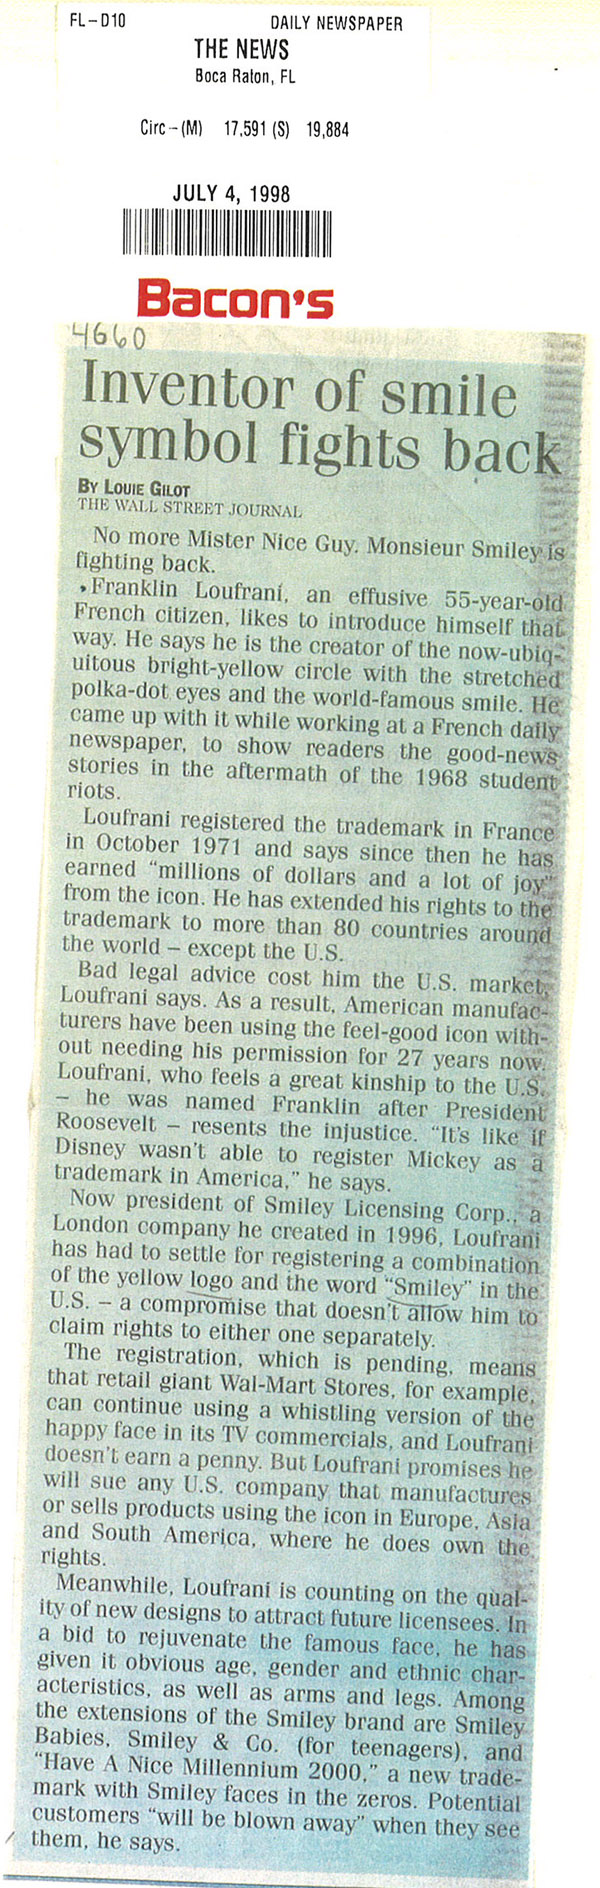 FL-D10 DAILY NEWSPAPER
THE NEWS
Boca Raton, FL
Circ-(M) 17,591 (S) 19,884
JULY 4, 1998
Bacon's
4660
Inventor of smile
symbol fights back
BY LOUIE GILOT
THE WALL STREET JOURNAL
No more Mister Nice Guy. Monsieur Smiley is
fighting back.
Franklin Loufrani, an effusive 55-year-old
French citizen, likes to introduce himself that
way. He says he is the creator of the now-ubiq-
uitous bright-yellow circle with the stretched
polka-dot eyes and the world-famous smile. He
came up with it while working at a French daily
newspaper, to show readers the good-news
stories in the aftermath of the 1968 student
riots.
Loufrani registered the trademark in France
in October 1971 and says since then he has
earned "millions of dollars and a lot of joy"
from the icon. He has extended his rights to the
trademark to more than 80 countries around
the world – except the U.S.
Bad legal advice cost him the U.S. market,
Loufrani says. As a result, American manufac-
turers have been using the feel-good icon with-
out needing his permission for 27 years now.
Loufrani, who feels a great kinship to the U.S.
– he was named Franklin after President
Roosevelt – resents the injustice. "It's like if
Disney wasn't able to register Mickey as a
trademark in America," he says.
Now president of Smiley Licensing Corp., a
London company he created in 1996, Loufrani
has had to settle for registering a combination
of the yellow logo and the word "Smiley" in the
U.S. – a compromise that doesn't allow him to
claim rights to either one separately.
The registration, which is pending, means
that retail giant Wal-Mart Stores, for example,
can continue using a whistling version of the
happy face in its TV commercials, and Loufrani
doesn't earn a penny. But Loufrani promises he
will sue any U.S. company that manufactures
or sells products using the icon in Europe, Asia
and South America, where he does own the
rights.
Meanwhile, Loufrani is counting on the qual-
ity of new designs to attract future licensees. In
a bid to rejuvenate the famous face, he has
given it obvious age, gender and ethnic char-
acteristics, as well as arms and legs. Among
the extensions of the Smiley brand are Smiley
Babies, Smiley & Co. (for teenagers), and
"Have A Nice Millennium 2000," a new trade-
mark with Smiley faces in the zeros. Potential
customers "will be blown away" when they see
them, he says.